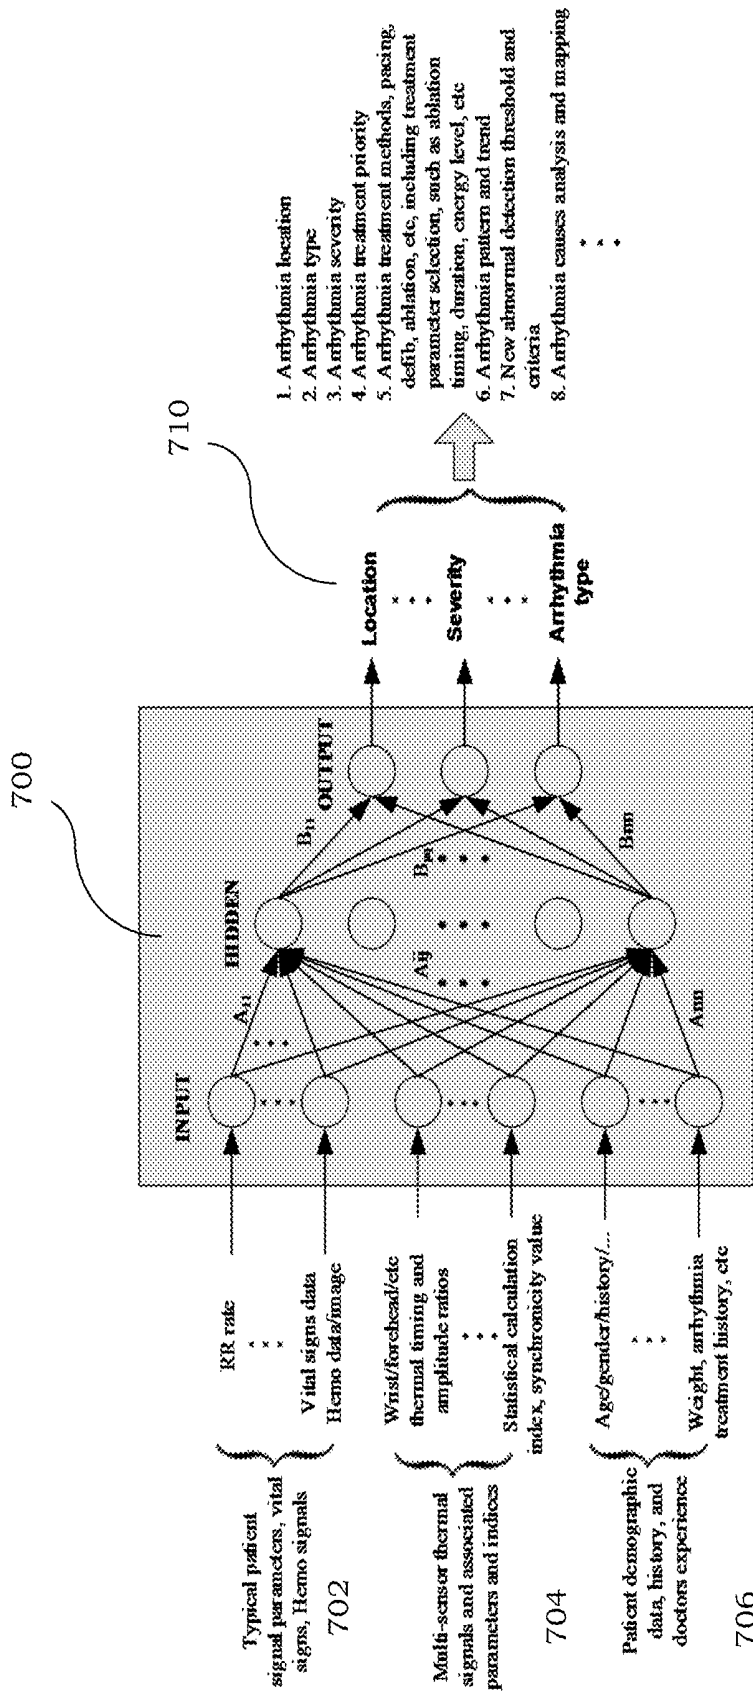 700
710
INPUT
HIDDEN
OUTPUT
Typical patient
signal parameters, vital
signs, Hemo signals
702
RR rate
Vital signs data
Hemo data/image
Multi-sensor thermal
signals and associated
parameters and indices
704
Wrist/forehead/etc
thermal timing and
amplitude ratios
Statistical calculation
index, synchronicity value
Patient demographic
data, history, and
doctors experience
706
Age/gender/history/...
Weight, arrhythmia
treatment history, etc
A11
Aij
Ann
B11
Bnn
Location
Severity
Arrhythmia
type
1. Arrhythmia location
2. Arrhythmia type
3. Arrhythmia severity
4. Arrhythmia treatment priority
5. Arrhythmia treatment methods, pacing,
defib, ablation, etc, including treatment
parameter selection, such as ablation
timing, duration, energy level, etc
6. Arrhythmia pattern and trend
7. New abnormal detection threshold and
criteria
8. Arrhythmia causes analysis and mapping